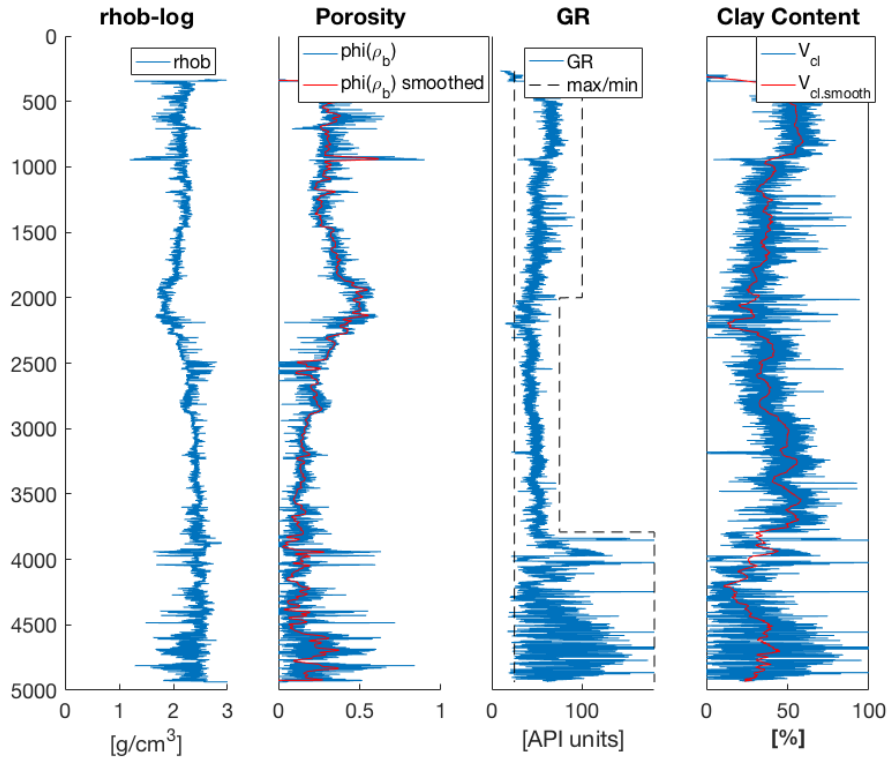 rhob-log
Porosity
GR
Clay Content
rhob
phi(ρb)
phi(ρb) smoothed
GR
max/min
Vcl
Vcl.smooth
0
500
1000
1500
2000
2500
3000
3500
4000
4500
5000
0 1 2 3
0 0.5 1
0 100
0 50 100
[g/cm3]
[API units]
[%]